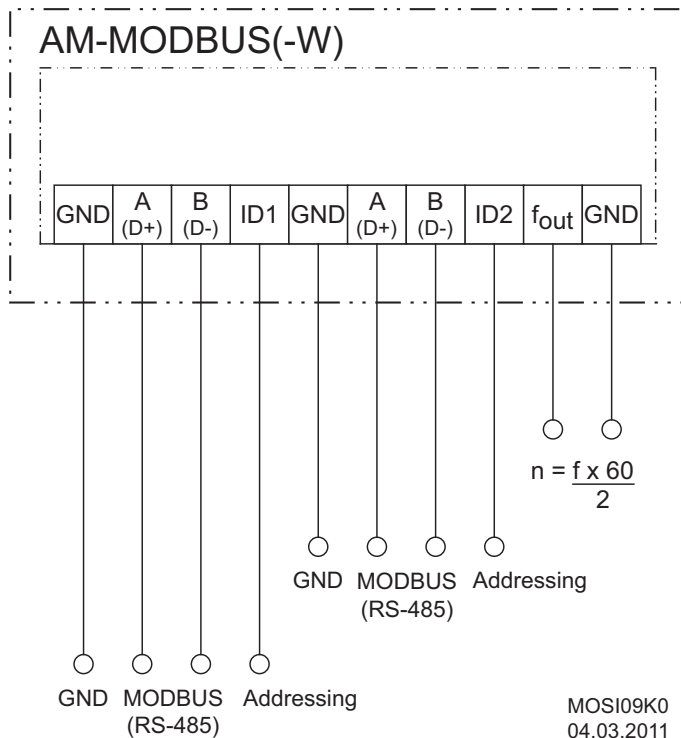 AM-MODBUS(-W)
GND A (D+) B (D-) ID1 GND A (D+) B (D-) ID2 fout GND
n = f x 60
2
GND MODBUS Addressing
(RS-485)
GND MODBUS Addressing
(RS-485)
MOSI09K0
04.03.2011